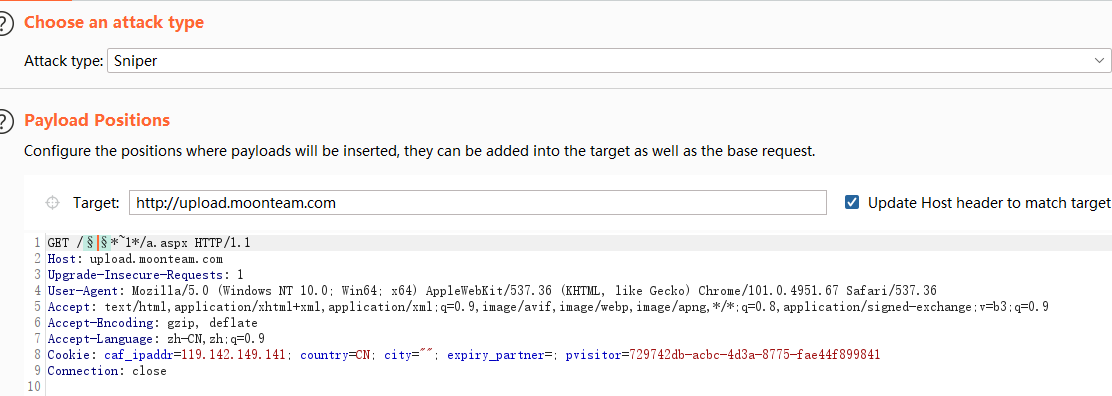 Choose an attack type
Attack type: Sniper
Payload Positions
Configure the positions where payloads will be inserted, they can be added into the target as well as the base request.
Target: http://upload.moonteam.com Update Host header to match target
1 GET /§§*~1*/a.aspx HTTP/1.1
2 Host: upload.moonteam.com
3 Upgrade-Insecure-Requests: 1
4 User-Agent: Mozilla/5.0 (Windows NT 10.0; Win64; x64) AppleWebKit/537.36 (KHTML, like Gecko) Chrome/101.0.4951.67 Safari/537.36
5 Accept: text/html,application/xhtml+xml,application/xml;q=0.9,image/avif,image/webp,image/apng,*/*;q=0.8,application/signed-exchange;v=b3;q=0.9
6 Accept-Encoding: gzip, deflate
7 Accept-Language: zh-CN,zh;q=0.9
8 Cookie: caf_ipaddr=119.142.149.141; country=CN; city=""; expiry_partner=; pvisitor=729742db-acbc-4d3a-8775-fae44f899841
9 Connection: close
10